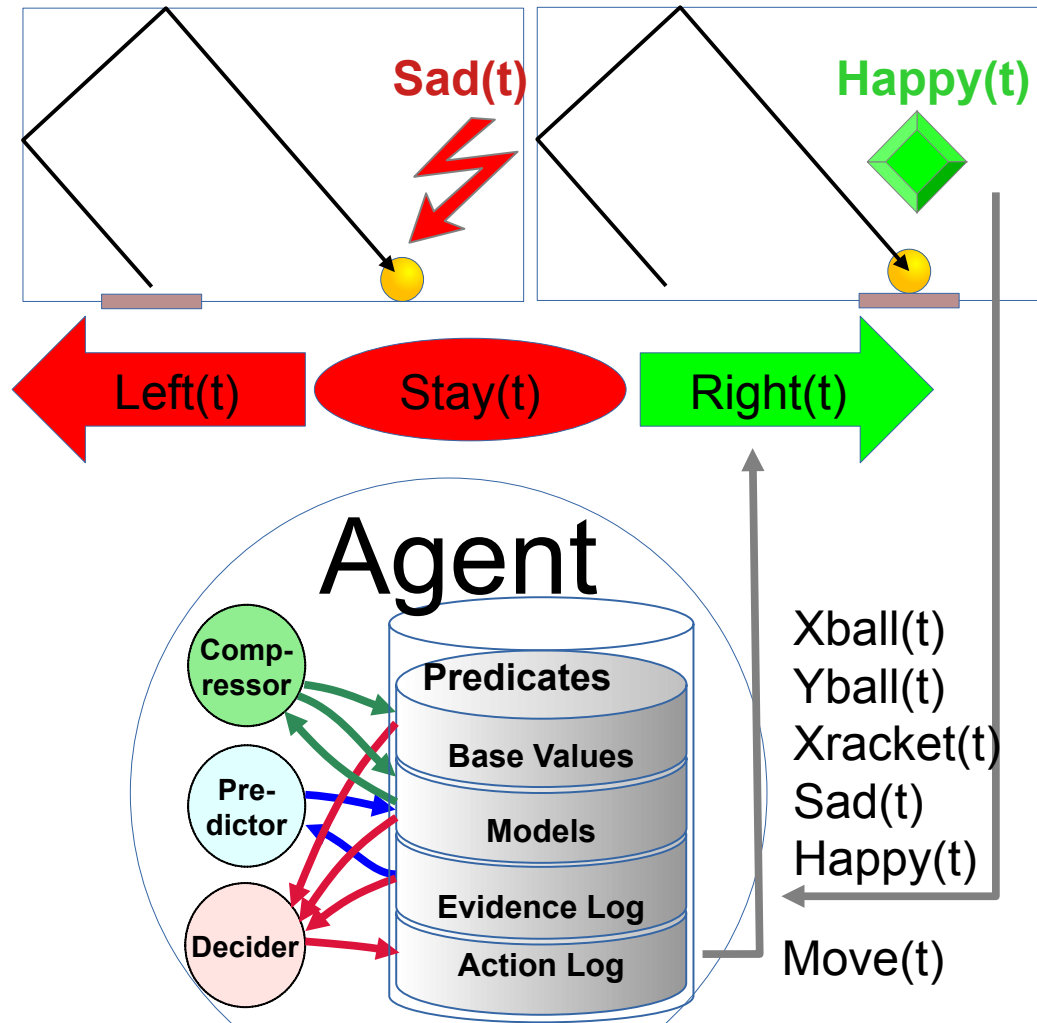 Sad(t)
Happy(t)
Left(t)
Stay(t)
Right(t)
Agent
Comp-
ressor
Pre-
dictor
Decider
Predicates
Base Values
Models
Evidence Log
Action Log
Xball(t)
Yball(t)
Xracket(t)
Sad(t)
Happy(t)
Move(t)